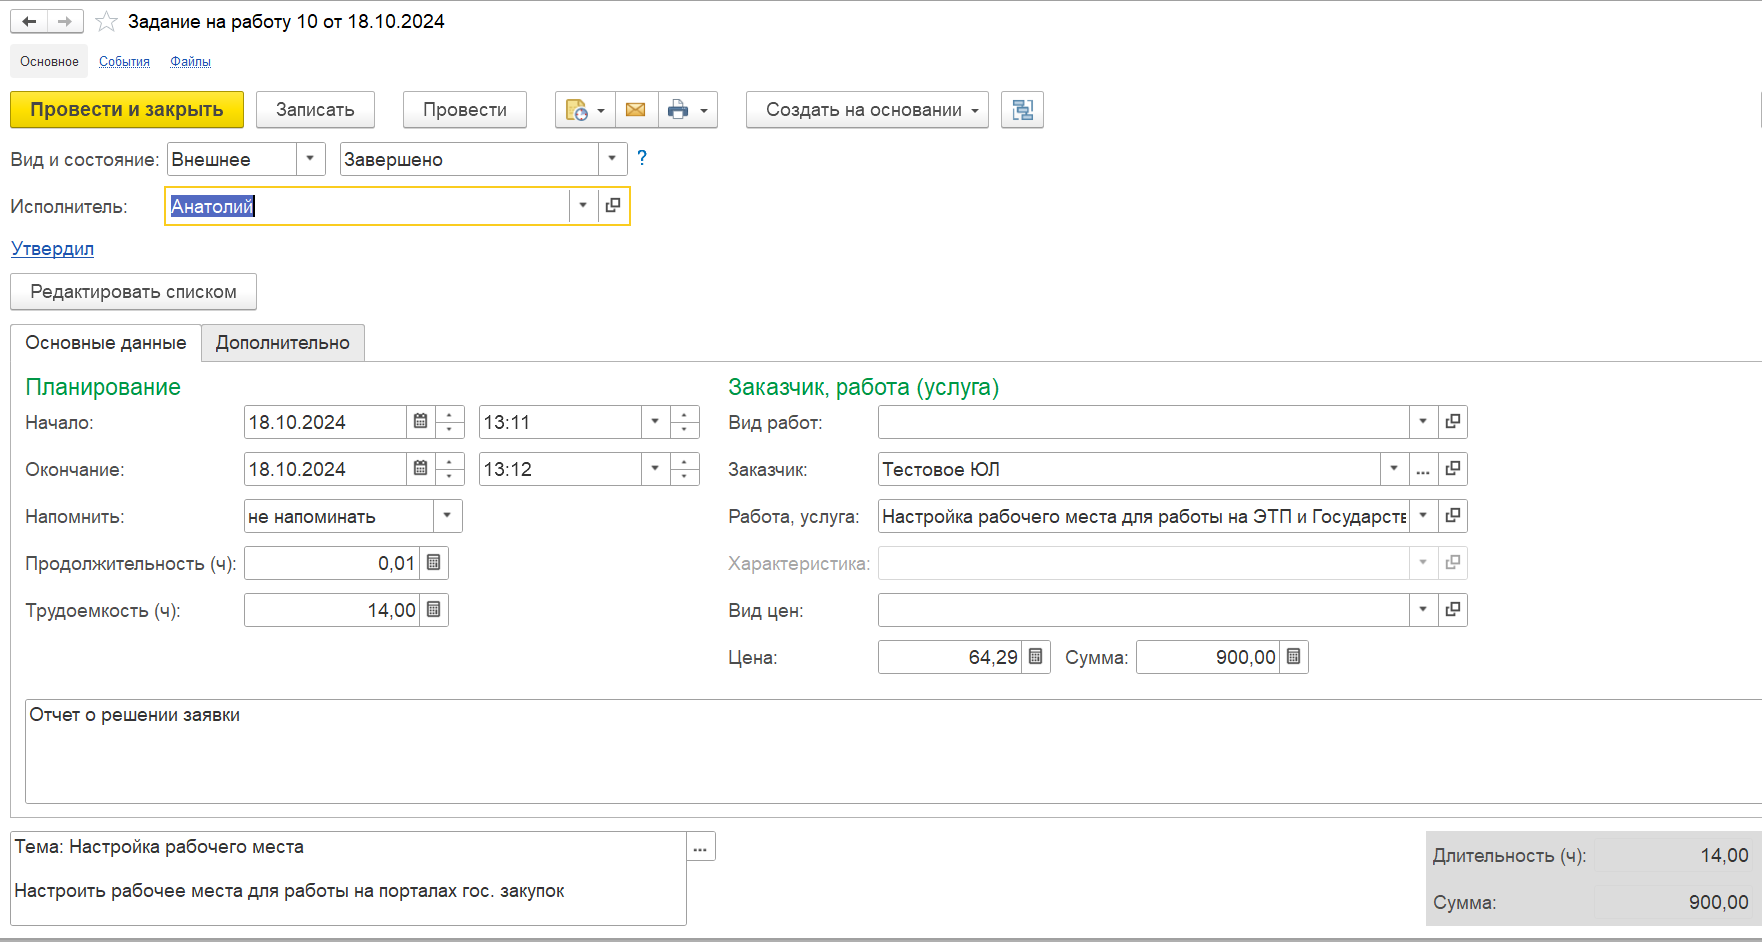 Задание на работу 10 от 18.10.2024
Основное События Файлы
Провести и закрыть Записать Провести Создать на основании
Вид и состояние: Внешнее Завершено ?
Исполнитель: Анатолий
Утвердил
Редактировать списком
Основные данные Дополнительно
Планирование Заказчик, работа (услуга)
Начало: 18.10.2024 13:11 Вид работ:
Окончание: 18.10.2024 13:12 Заказчик: Тестовое ЮЛ ...
Напомнить: не напоминать Работа, услуга: Настройка рабочего места для работы на ЭТП и Государств
Продолжительность (ч): 0,01 Характеристика:
Трудоемкость (ч): 14,00 Вид цен:
Цена: 64,29 Сумма: 900,00
Отчет о решении заявки
Тема: Настройка рабочего места ...
Настроить рабочее места для работы на порталах гос. закупок
Длительность (ч): 14,00
Сумма: 900,00